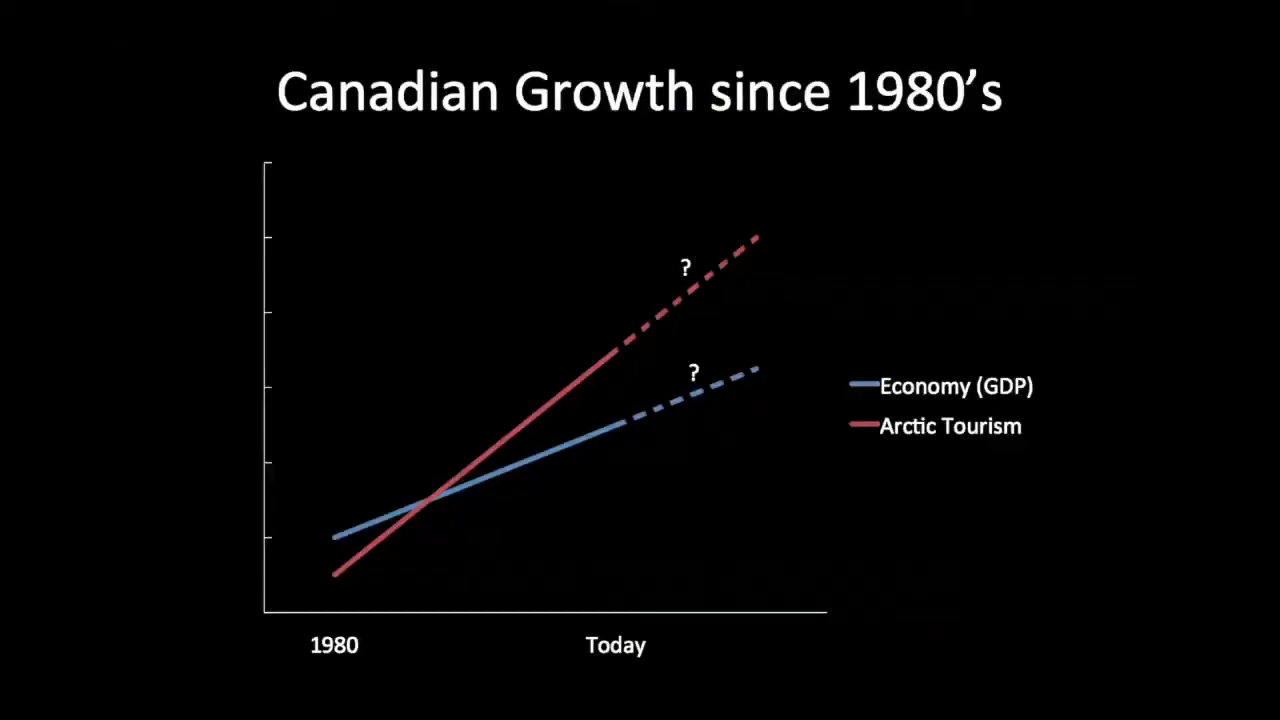 Canadian Growth since 1980’s
?
?
Economy (GDP)
Arctic Tourism
1980
Today